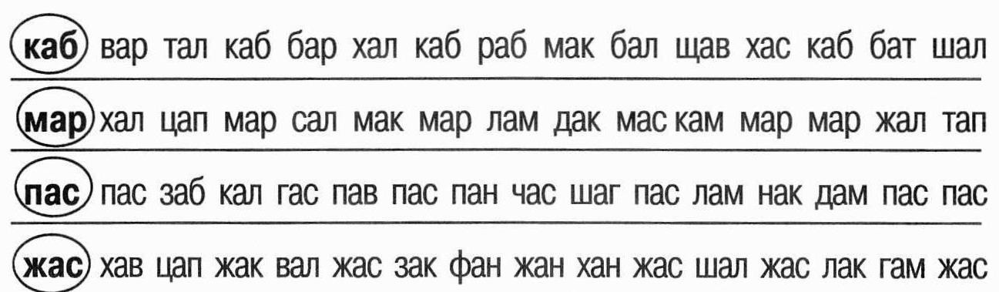 каб вар тал каб бар хал каб раб мак бал щав хас каб бат шал
мар хал цап мар сал мак мар лам дак мас кам мар мар жал тап
пас пас заб кал гас пав пас пан час шаг пас лам нак дам пас пас
жас хав цап жак вал жас зак фан жан хан жас шал жас лак гам жас